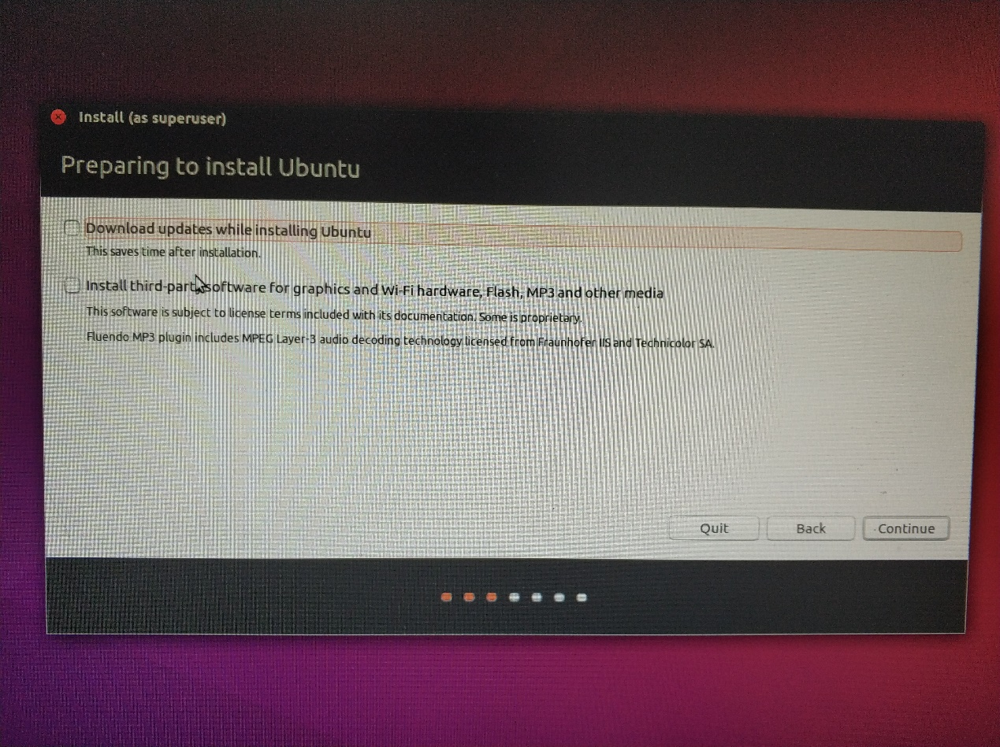 Install (as superuser)
Preparing to install Ubuntu
Download updates while installing Ubuntu
This saves time after installation.
Install third-party software for graphics and Wi-Fi hardware, Flash, MP3 and other media
This software is subject to license terms included with its documentation. Some is proprietary.
Fluendo MP3 plugin includes MPEG Layer-3 audio decoding technology licensed from Fraunhofer IIS and Technicolor SA.
Quit
Back
Continue